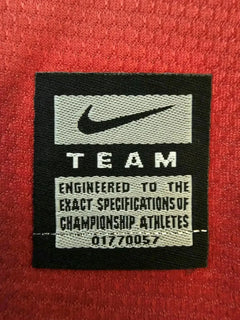 TEAM
ENGINEERED TO THE
EXACT SPECIFICATIONS OF
CHAMPIONSHIP ATHLETES
01770057